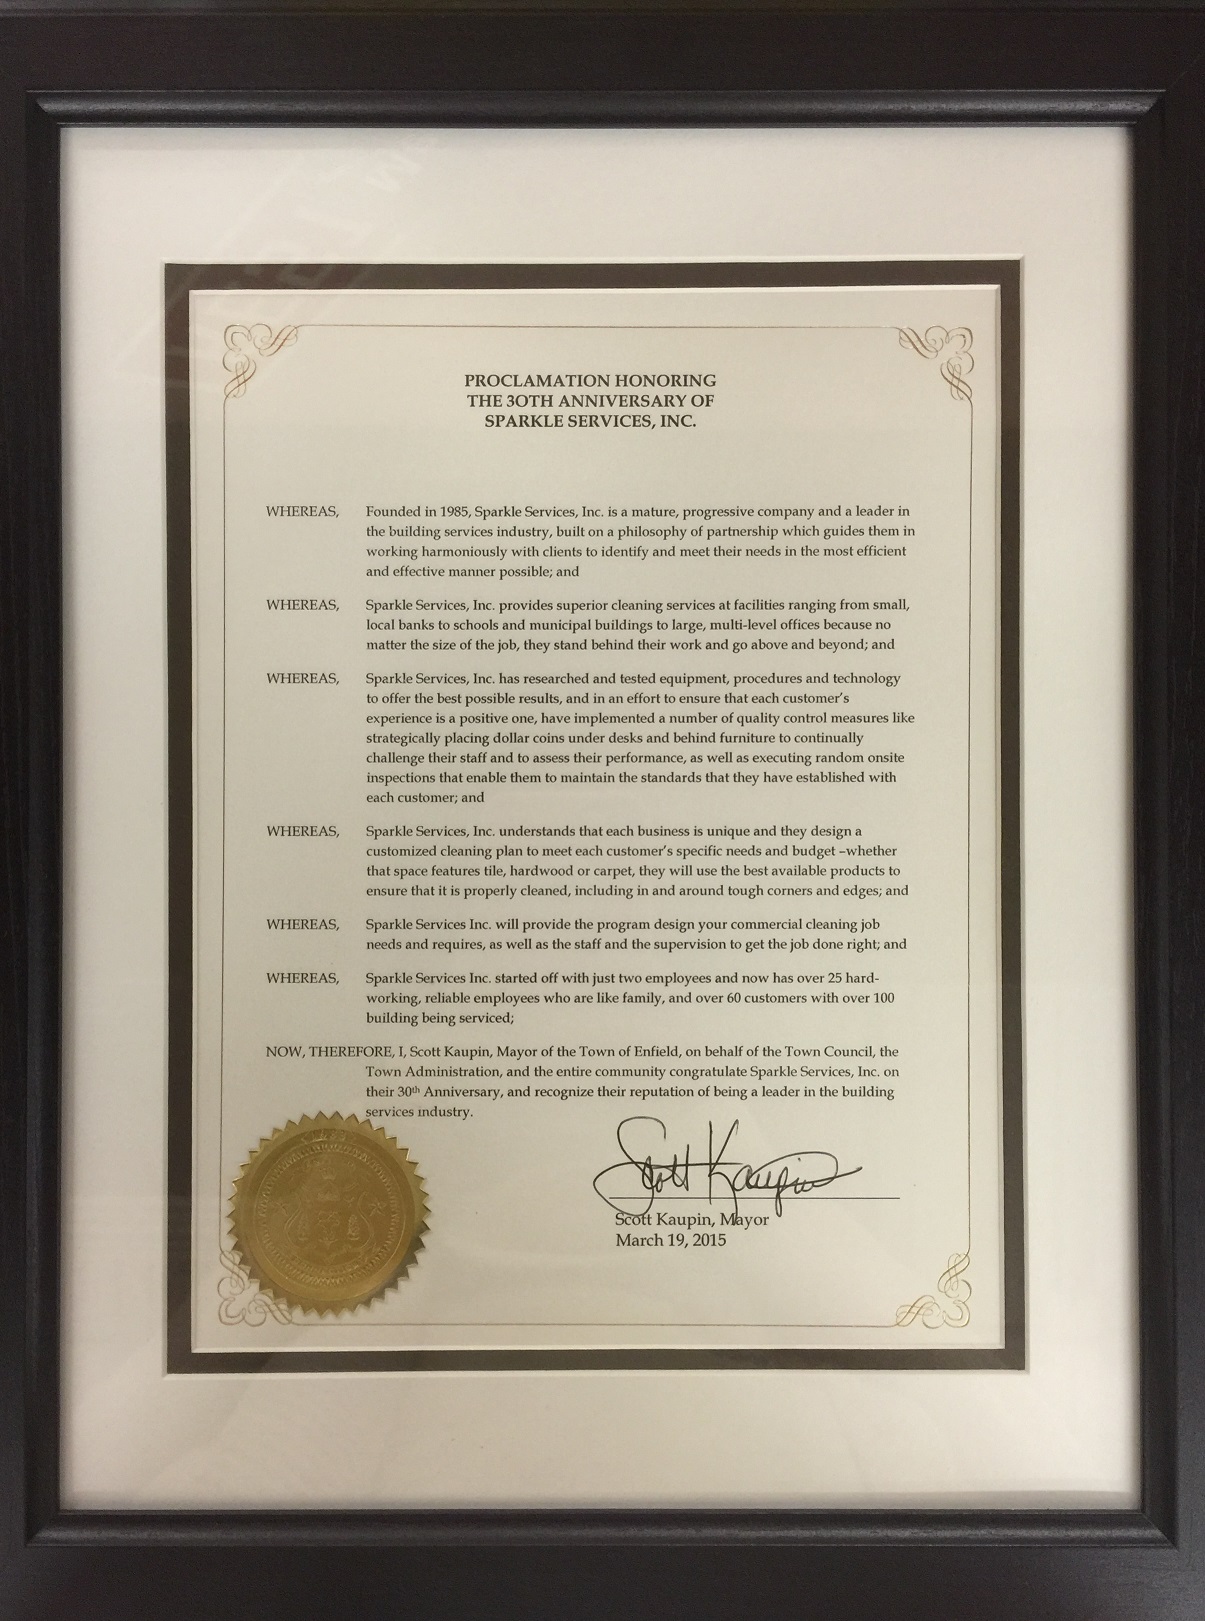 PROCLAMATION HONORING
THE 3OTH ANNIVERSARY OF
SPARKLE SERVICES, INC.
WHEREAS, Founded in 1985, Sparkle Services, Inc. is a mature, progressive company and a leader in
the building services industry, built on a philosophy of partnership which guides them in
working harmoniously with clients to identify and meet their needs in the most efficient
and effective manner possible; and
WHEREAS, Sparkle Services, Inc. provides superior cleaning services at facilities ranging from small,
local banks to schools and municipal buildings to large, multi-level offices because no
matter the size of the job, they stand behind their work and go above and beyond; and
WHEREAS, Sparkle Services, Inc. has researched and tested equipment, procedures and technology
to offer the best possible results, and in an effort to ensure that each customer's
experience is a positive one, have implemented a number of quality control measures like
strategically placing dollar coins under desks and behind furniture to continually
challenge their staff and to assess their performance, as well as executing random onsite
inspections that enable them to maintain the standards that they have established with
each customer; and
WHEREAS, Sparkle Services, Inc. understands that each business is unique and they design a
customized cleaning plan to meet each customer's specific needs and budget –whether
that space features tile, hardwood or carpet, they will use the best available products to
ensure that it is properly cleaned, including in and around tough corners and edges; and
WHEREAS, Sparkle Services Inc. will provide the program design your commercial cleaning job
needs and requires, as well as the staff and the supervision to get the job done right; and
WHEREAS, Sparkle Services Inc. started off with just two employees and now has over 25 hard-
working, reliable employees who are like family, and over 60 customers with over 100
building being serviced;
NOW, THEREFORE, I, Scott Kaupin, Mayor of the Town of Enfield, on behalf of the Town Council, the
Town Administration, and the entire community congratulate Sparkle Services, Inc. on
their 30th Anniversary, and recognize their reputation of being a leader in the building
services industry.
Scott Kaupin
Scott Kaupin, Mayor
March 19, 2015